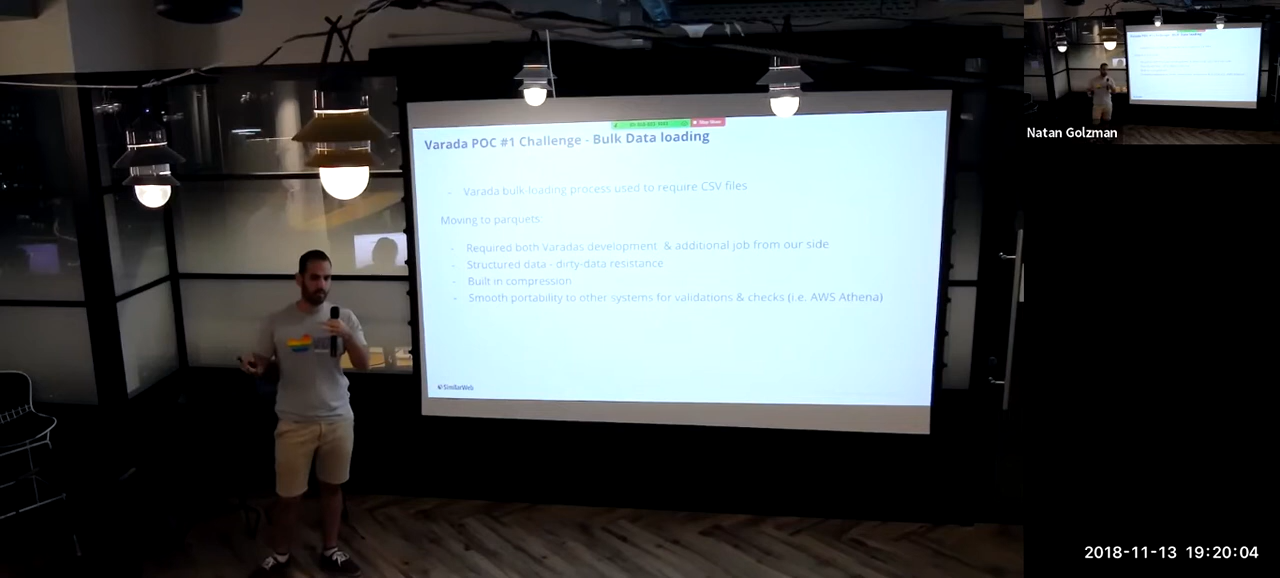 Varada POC #1 Challenge - Bulk Data loading
- Varada bulk-loading process used to require CSV files
Moving to parquets
- Required both Varadas development & additional job from our side
- Structured data - dirty-data resistance
- Built in compression
- Smooth portability to other systems for validations & checks (i.e. AWS Athena)
SimilarWeb
Natan Golzman
2018-11-13 19:20:04